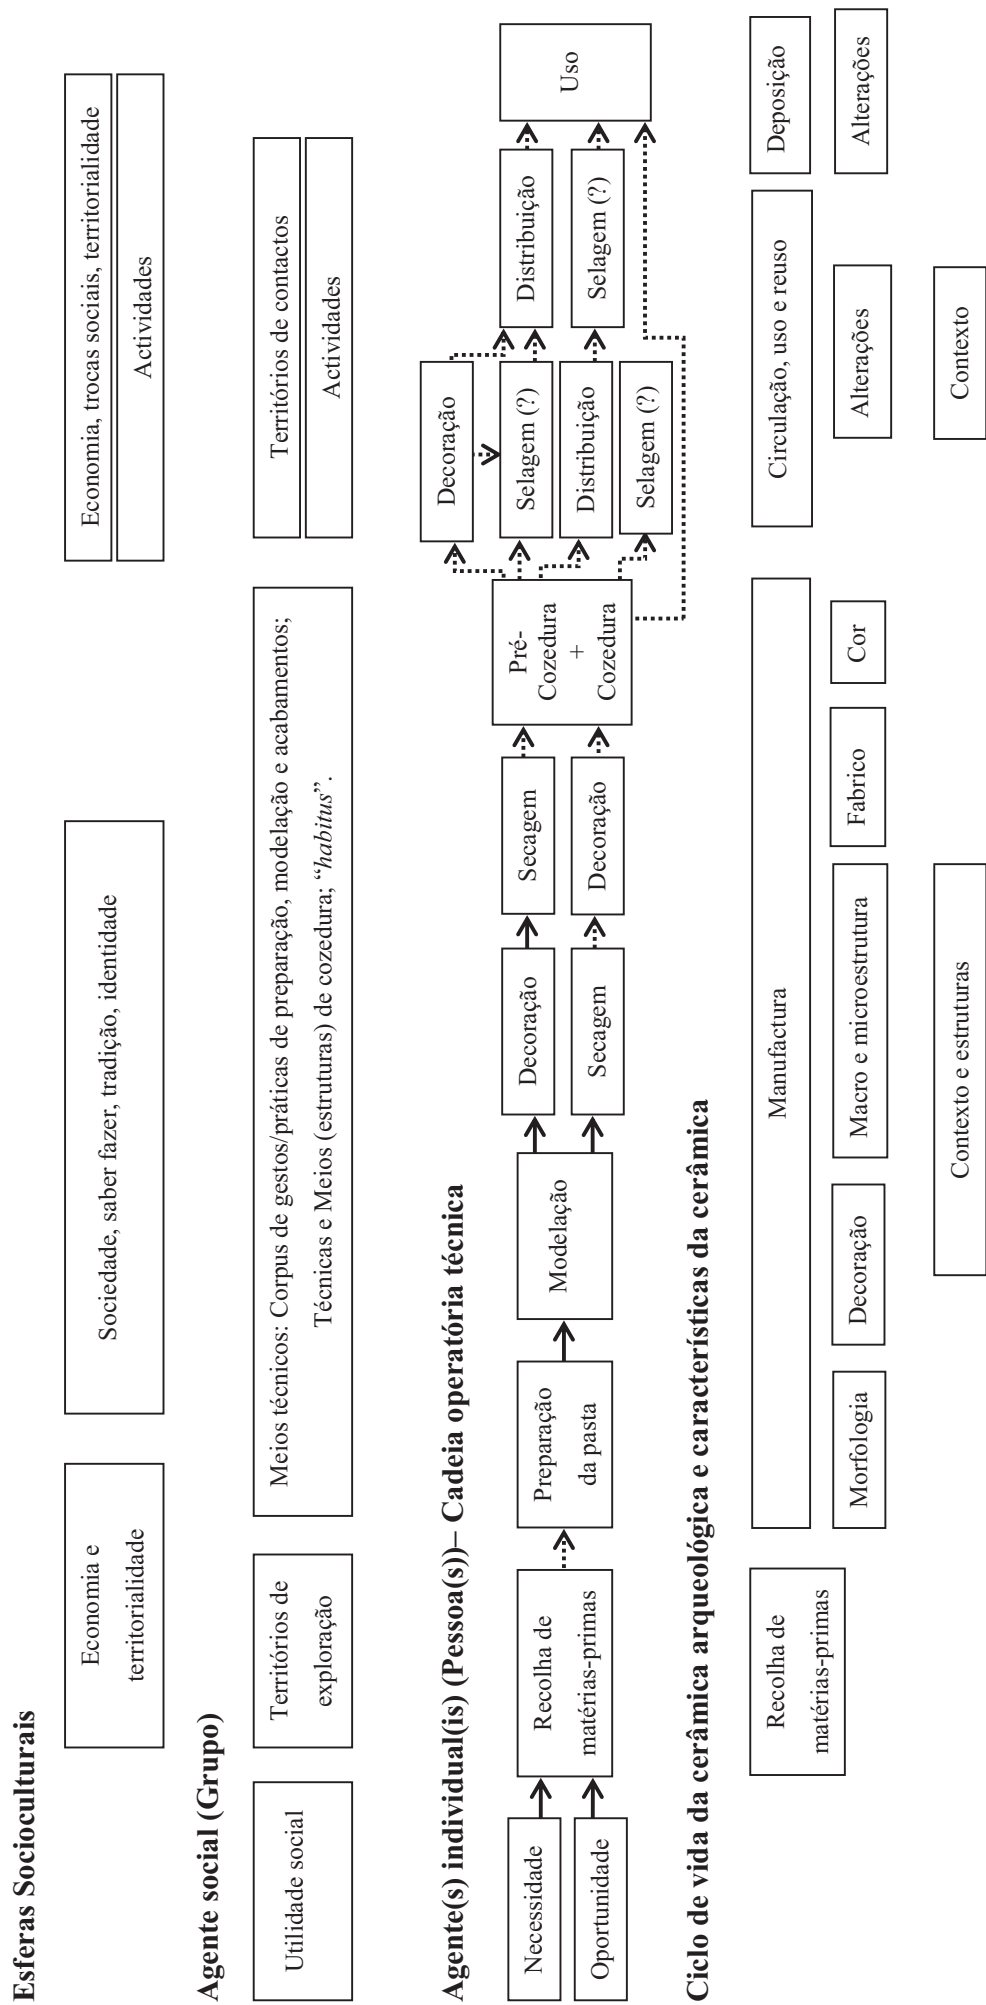 Esferas Socioculturais
Economia e
territorialidade
Sociedade, saber fazer, tradição, identidade
Economia, trocas sociais, territorialidade
Actividades
Agente social (Grupo)
Utilidade social
Territórios de
exploração
Meios técnicos: Corpus de gestos/práticas de preparação, modelação e acabamentos;
Técnicas e Meios (estruturas) de cozedura; “habitus”.
Territórios de contactos
Actividades
Agente(s) individual(is) (Pessoa(s))– Cadeia operatória técnica
Necessidade
Oportunidade
Recolha de
matérias-primas
Preparação
da pasta
Modelação
Decoração
Secagem
Secagem
Decoração
Pré-
Cozedura
+
Cozedura
Decoração
Selagem (?)
Distribuição
Selagem (?)
Distribuição
Selagem (?)
Uso
Ciclo de vida da cerâmica arqueológica e características da cerâmica
Recolha de
matérias-primas
Manufactura
Circulação, uso e reuso
Deposição
Morfologia
Decoração
Macro e microestrutura
Fabrico
Cor
Alterações
Alterações
Contexto e estruturas
Contexto